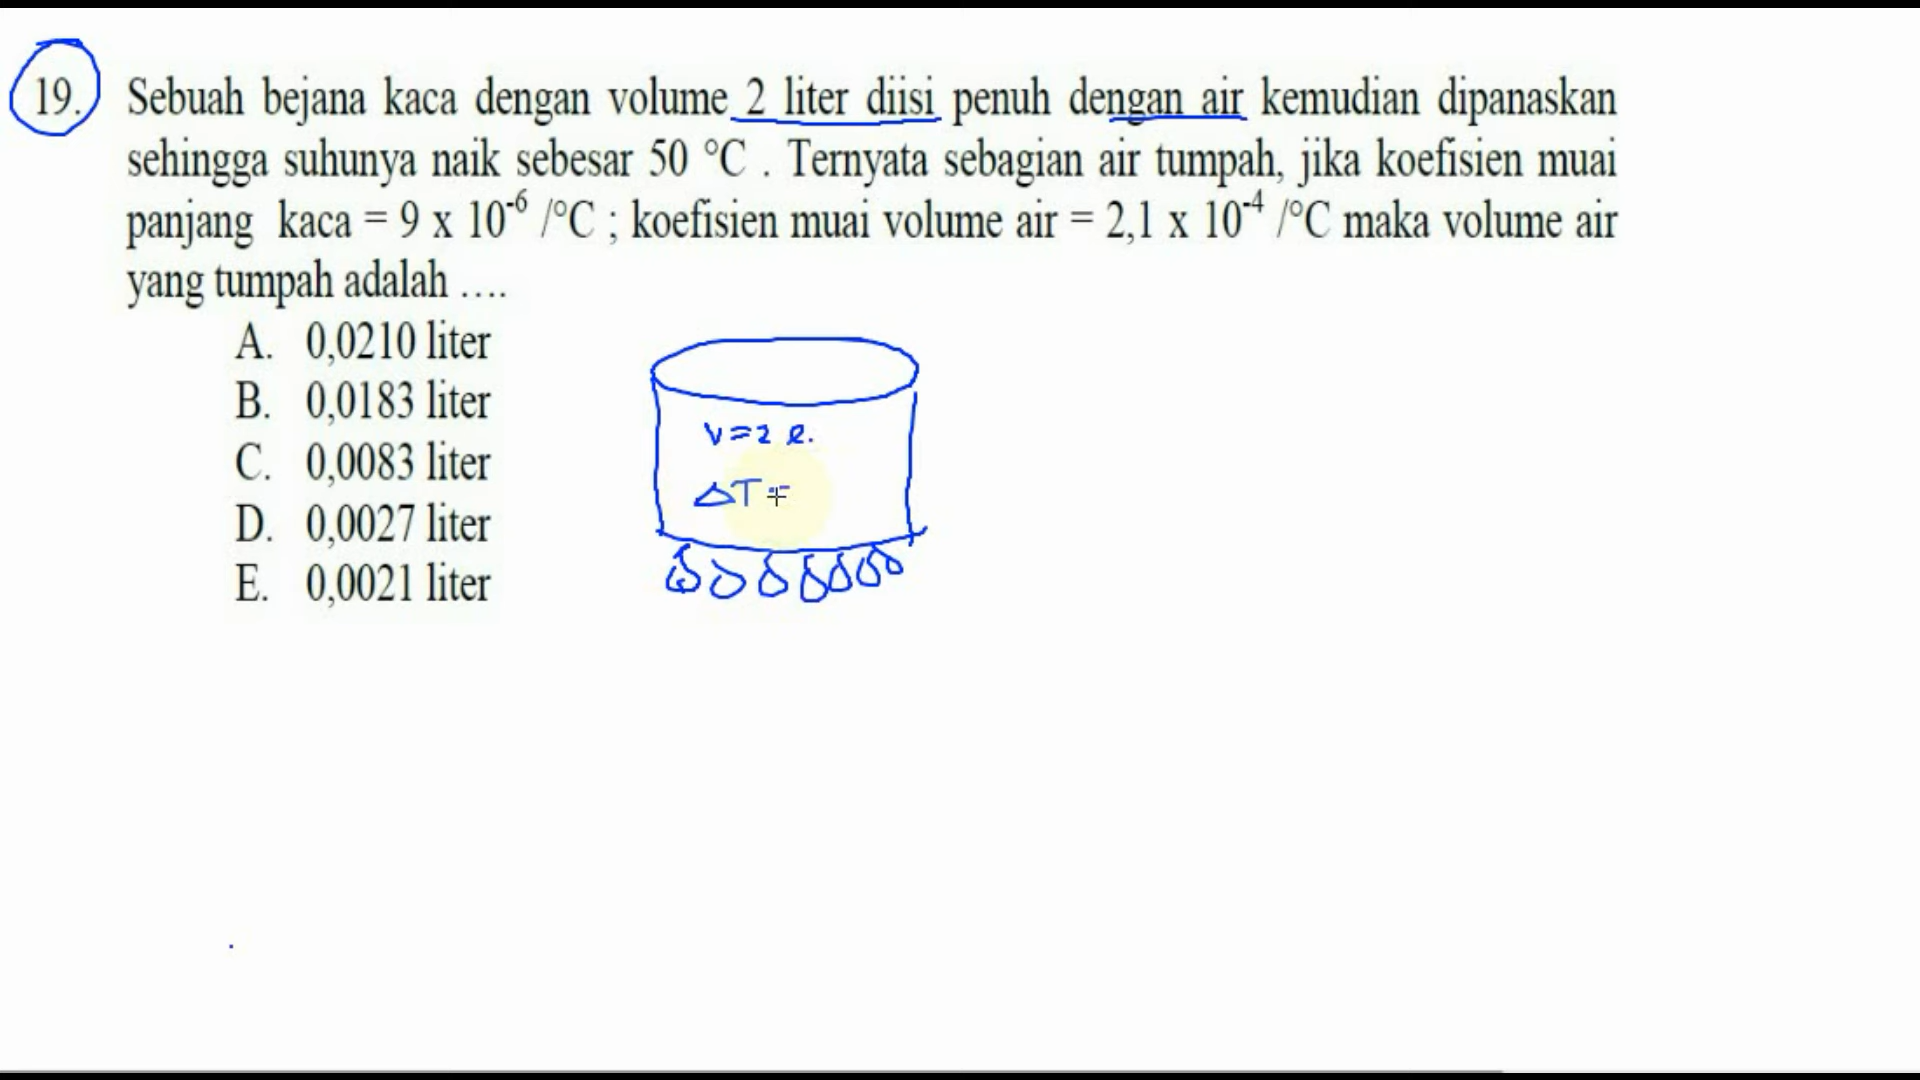 19. Sebuah bejana kaca dengan volume 2 liter diisi penuh dengan air kemudian dipanaskan
sehingga suhunya naik sebesar 50 °C . Ternyata sebagian air tumpah, jika koefisien muai
panjang kaca = 9 x 10⁻⁶ /°C ; koefisien muai volume air = 2,1 x 10⁻⁴ /°C maka volume air
yang tumpah adalah ....
A. 0,0210 liter
B. 0,0183 liter
C. 0,0083 liter
D. 0,0027 liter
E. 0,0021 liter
V = 2 l.
ΔT =